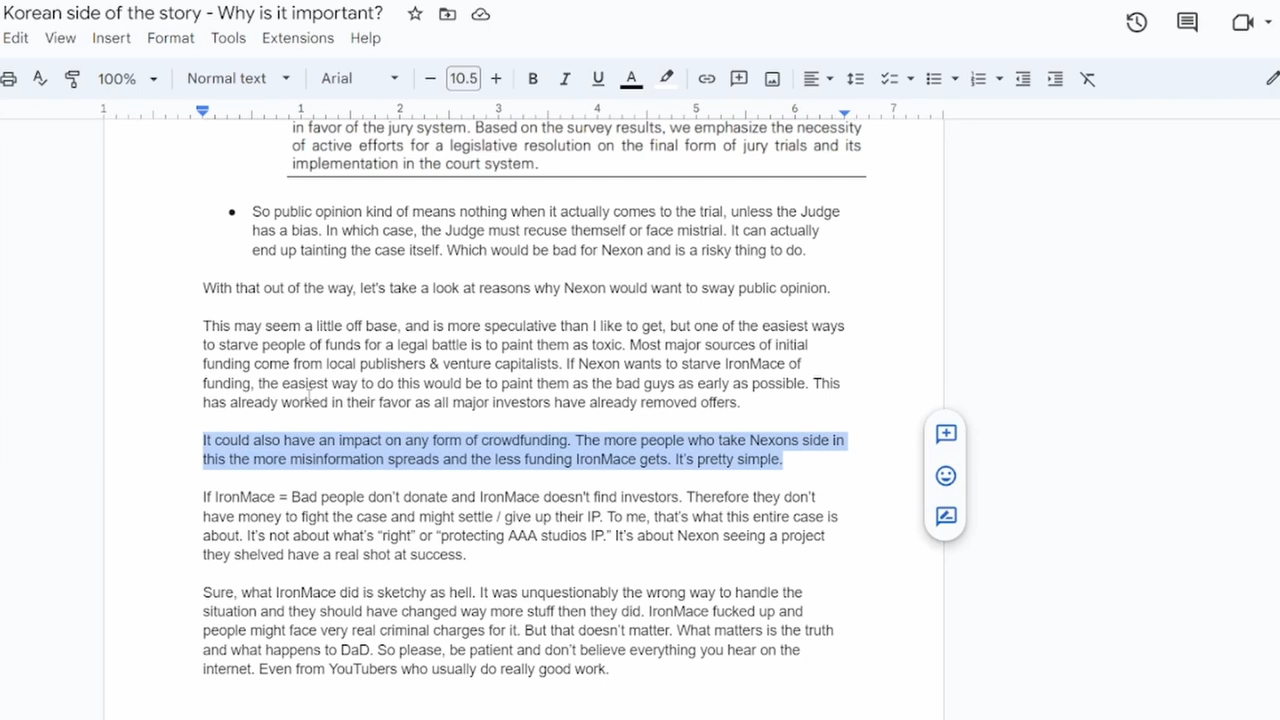 Korean side of the story - Why is it important?
Edit View Insert Format Tools Extensions Help
100% Normal text Arial 10.5 B I U A
1 1 2 3 4 5 6 7
in favor of the jury system. Based on the survey results, we emphasize the necessity
of active efforts for a legislative resolution on the final form of jury trials and its
implementation in the court system.
● So public opinion kind of means nothing when it actually comes to the trial, unless the Judge
has a bias. In which case, the Judge must recuse themself or face mistrial. It can actually
end up tainting the case itself. Which would be bad for Nexon and is a risky thing to do.
With that out of the way, let's take a look at reasons why Nexon would want to sway public opinion.
This may seem a little off base, and is more speculative than I like to get, but one of the easiest ways
to starve people of funds for a legal battle is to paint them as toxic. Most major sources of initial
funding come from local publishers & venture capitalists. If Nexon wants to starve IronMace of
funding, the easiest way to do this would be to paint them as the bad guys as early as possible. This
has already worked in their favor as all major investors have already removed offers.
It could also have an impact on any form of crowdfunding. The more people who take Nexons side in
this the more misinformation spreads and the less funding IronMace gets. It's pretty simple.
If IronMace = Bad people don't donate and IronMace doesn't find investors. Therefore they don't
have money to fight the case and might settle / give up their IP. To me, that's what this entire case is
about. It's not about what's “right” or “protecting AAA studios IP.” It's about Nexon seeing a project
they shelved have a real shot at success.
Sure, what IronMace did is sketchy as hell. It was unquestionably the wrong way to handle the
situation and they should have changed way more stuff then they did. IronMace fucked up and
people might face very real criminal charges for it. But that doesn't matter. What matters is the truth
and what happens to DaD. So please, be patient and don't believe everything you hear on the
internet. Even from YouTubers who usually do really good work.